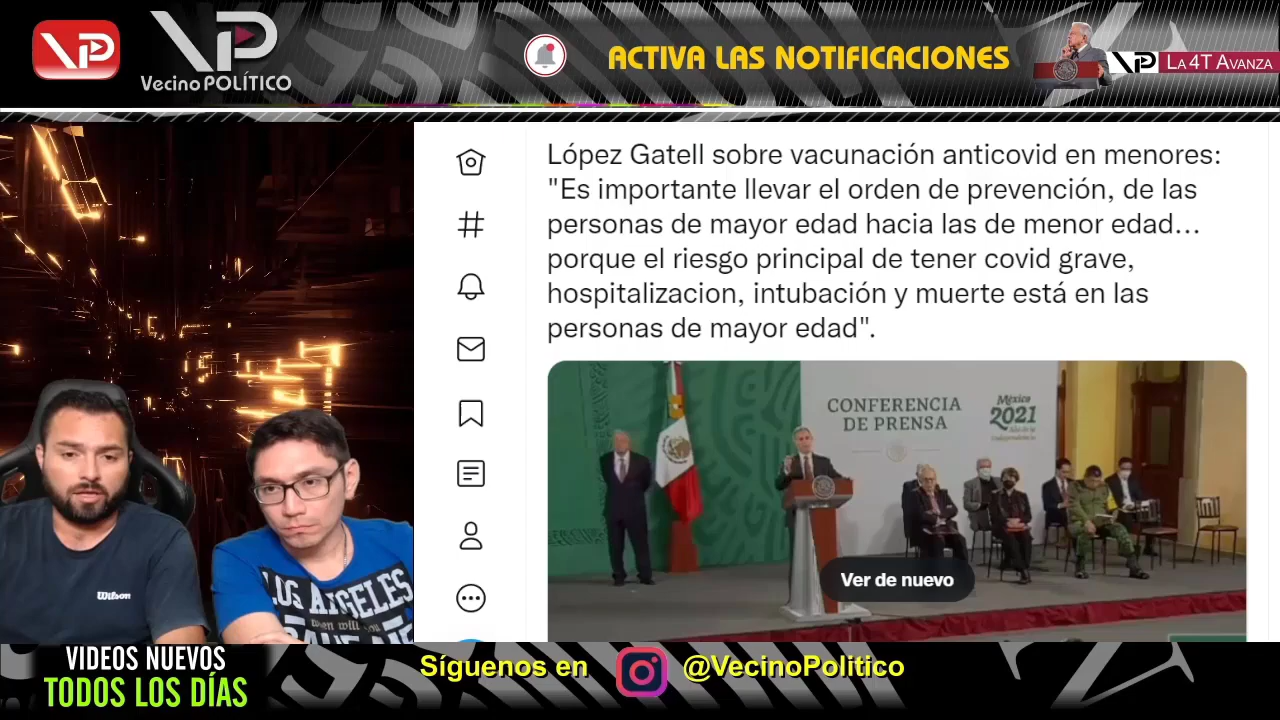 VP
VP
Vecino POLÍTICO
ACTIVA LAS NOTIFICACIONES
VP
LA 4T AVANZA
López Gatell sobre vacunación anticovid en menores:
"Es importante llevar el orden de prevención, de las
personas de mayor edad hacia las de menor edad...
porque el riesgo principal de tener covid grave,
hospitalizacion, intubación y muerte está en las
personas de mayor edad".
CONFERENCIA
DE PRENSA
México
2021
Ver de nuevo
Wilson
LOS ANGELES
VIDEOS NUEVOS
TODOS LOS DÍAS
Síguenos en
@VecinoPolitico